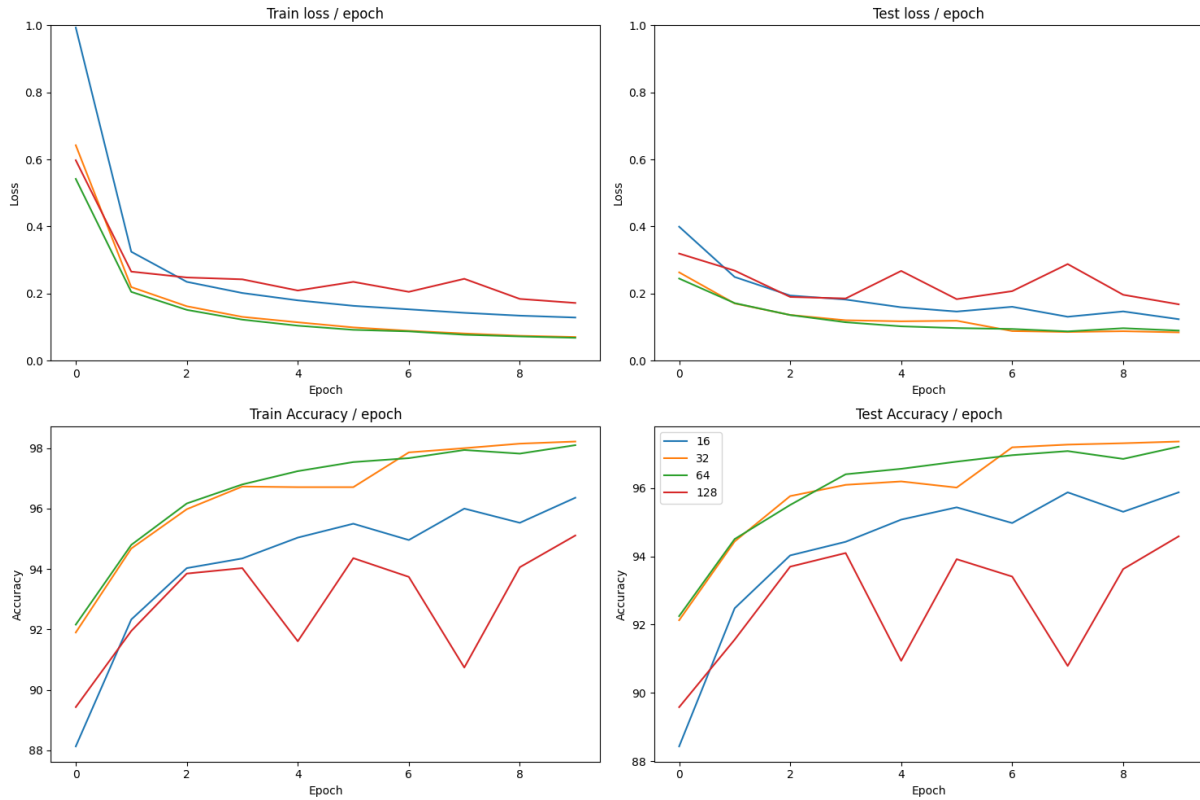 Train loss / epoch
1.0
0.8
0.6
0.4
0.2
0.0
Loss
0 2 4 6 8
Epoch
Test loss / epoch
1.0
0.8
0.6
0.4
0.2
0.0
Loss
0 2 4 6 8
Epoch
Train Accuracy / epoch
98
96
94
92
90
88
Accuracy
0 2 4 6 8
Epoch
Test Accuracy / epoch
16
32
64
128
96
94
92
90
88
Accuracy
0 2 4 6 8
Epoch